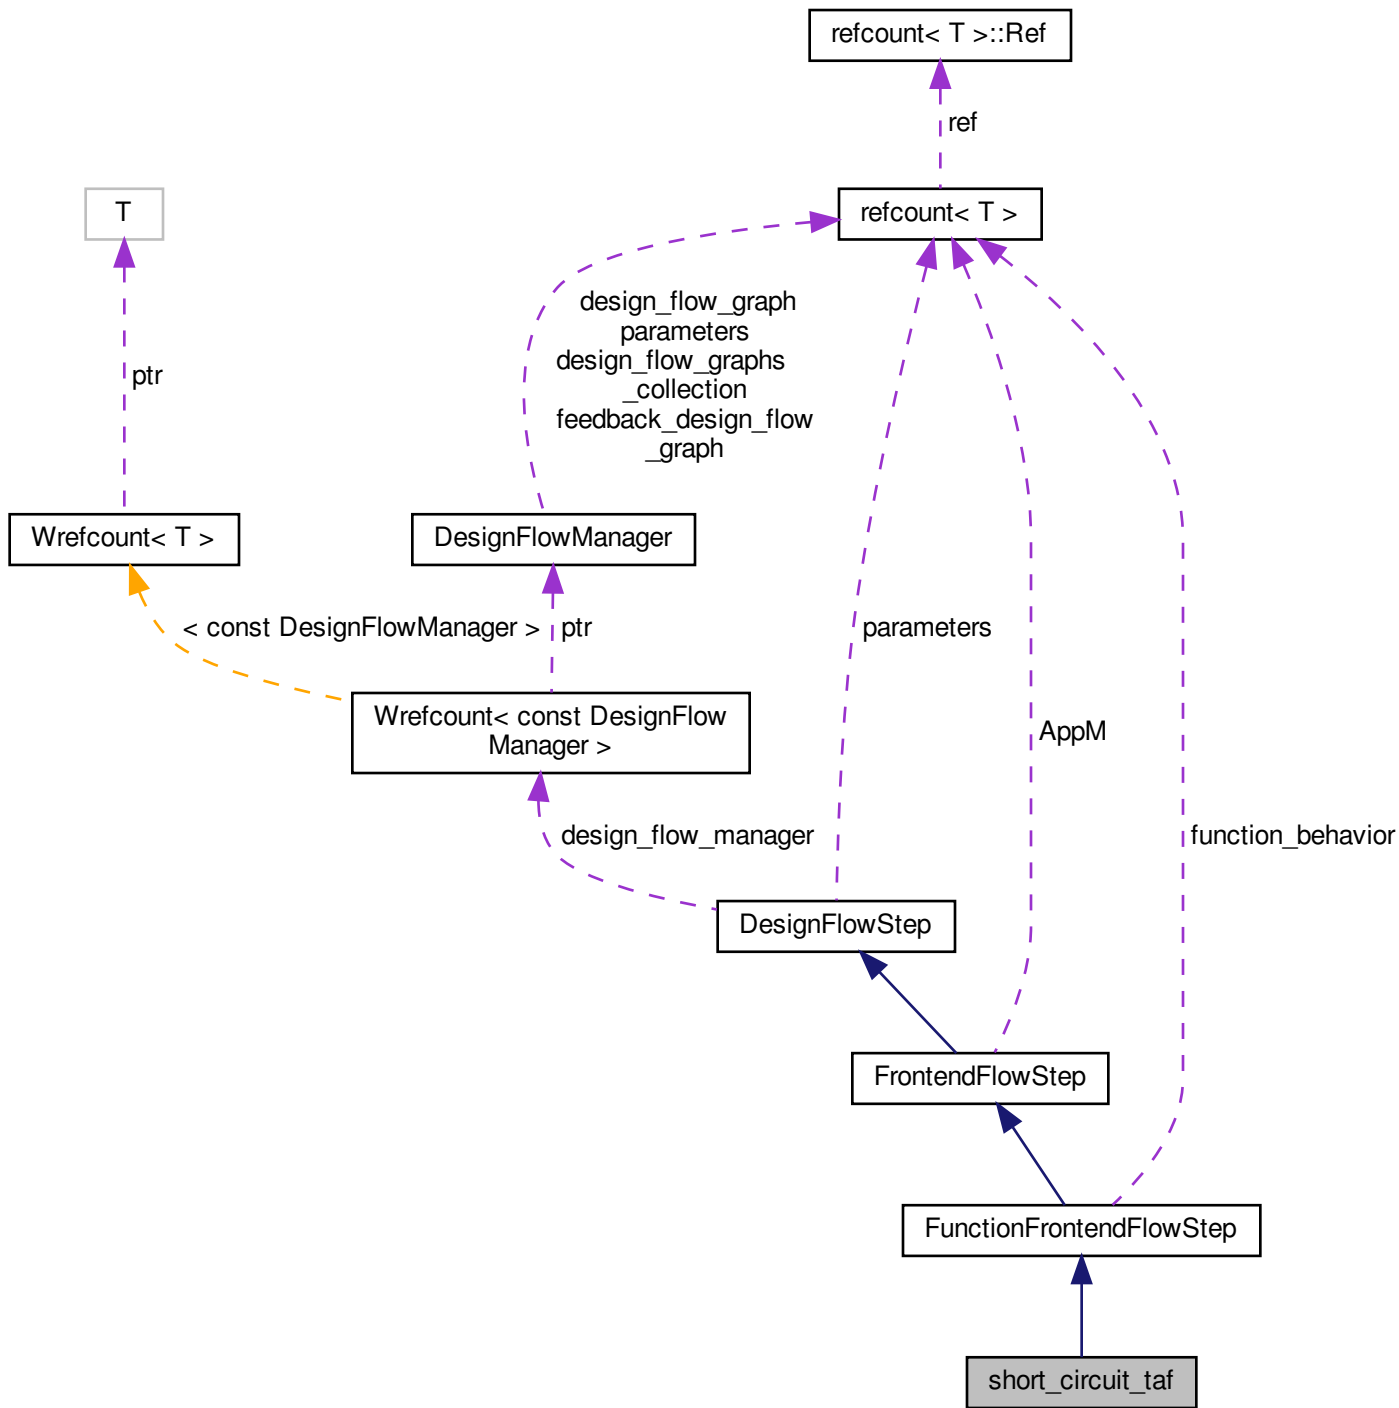 refcount< T >::Ref
ref
T
refcount< T >
design_flow_graph
parameters
design_flow_graphs
_collection
feedback_design_flow
_graph
ptr
Wrefcount< T >
DesignFlowManager
< const DesignFlowManager >
ptr
parameters
Wrefcount< const DesignFlow
Manager >
AppM
design_flow_manager
function_behavior
DesignFlowStep
FrontendFlowStep
FunctionFrontendFlowStep
short_circuit_taf